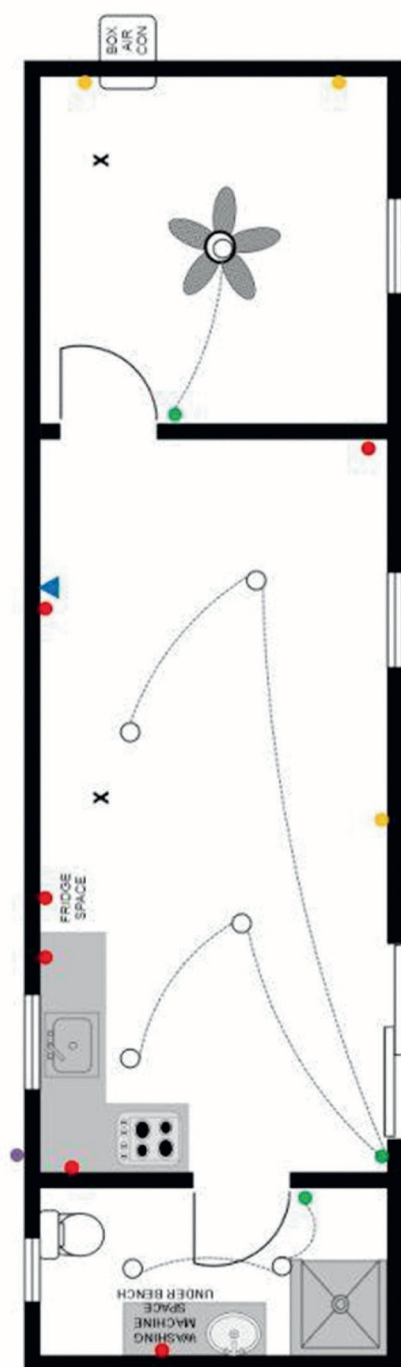 BOX
AIR
CON
X
X
FRIDGE
SPACE
UNDER BENCH
SPACE
MACHINE
WASHING